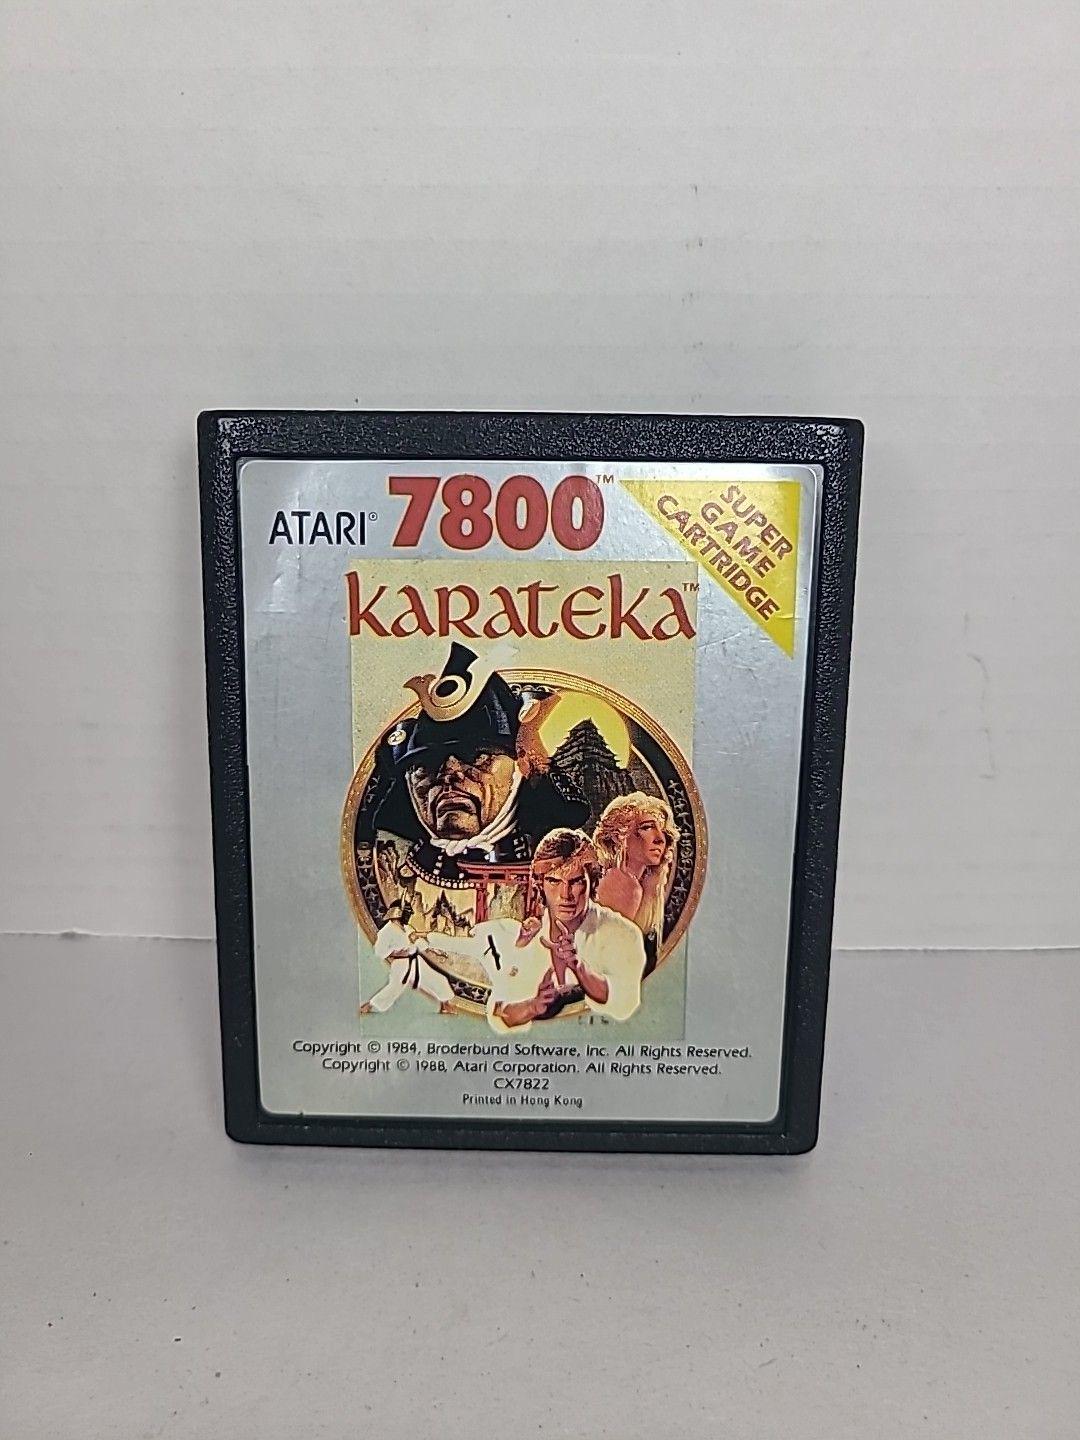 ATARI® 7800™
SUPER
GAME
CARTRIDGE
KARATEKA™
Copyright © 1984, Broderbund Software, Inc. All Rights Reserved.
Copyright © 1988, Atari Corporation. All Rights Reserved.
CX7822
Printed in Hong Kong